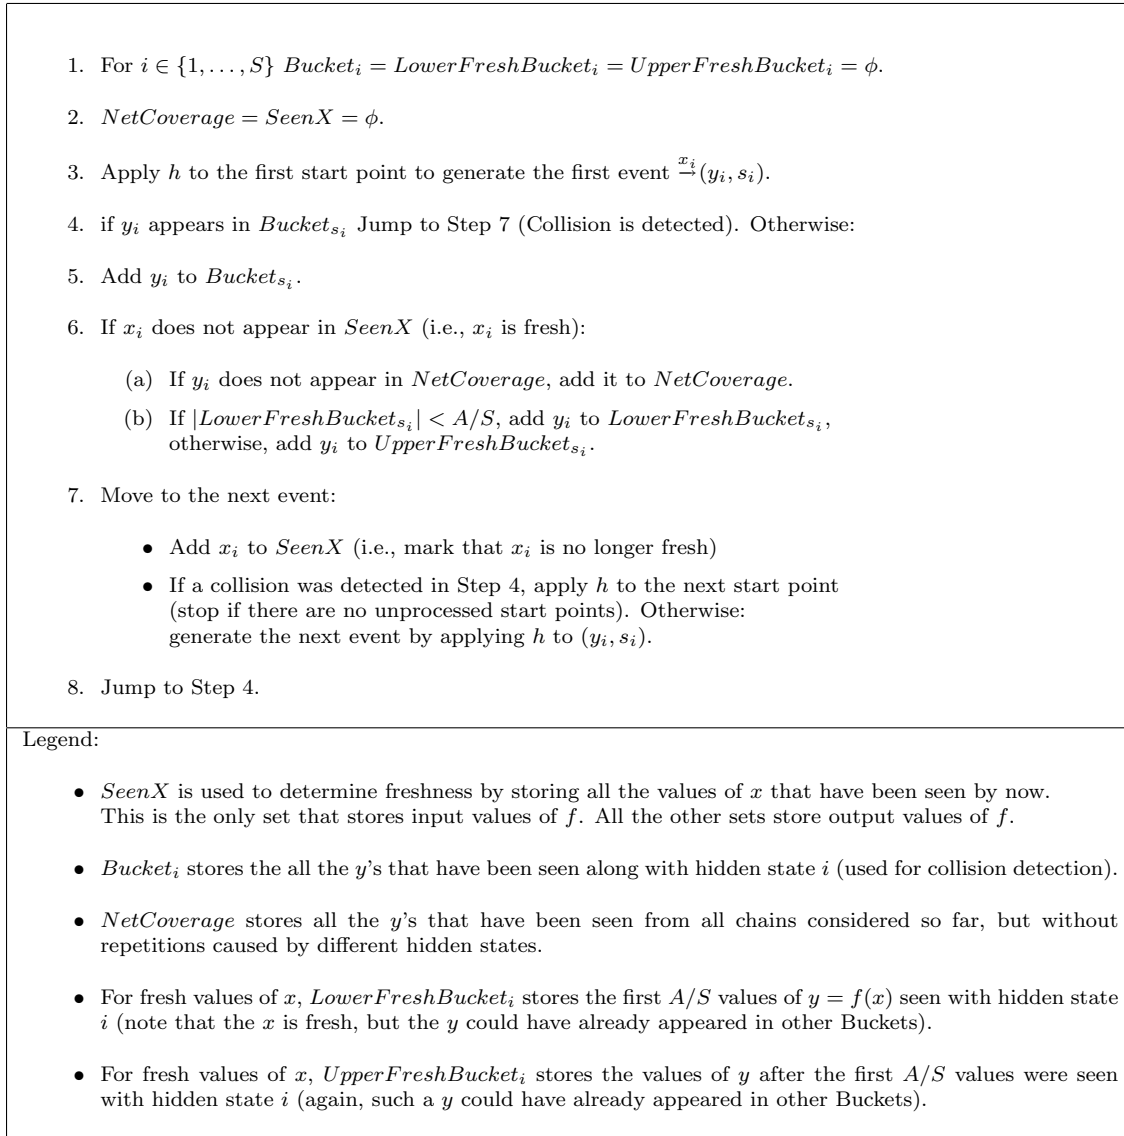 1. For i ∈ {1, . . . , S} Bucket_i = LowerFreshBucket_i = UpperFreshBucket_i = ϕ.
2. NetCoverage = SeenX = ϕ.
3. Apply h to the first start point to generate the first event →^{x_i} (y_i, s_i).
4. if y_i appears in Bucket_{s_i} Jump to Step 7 (Collision is detected). Otherwise:
5. Add y_i to Bucket_{s_i}.
6. If x_i does not appear in SeenX (i.e., x_i is fresh):
(a) If y_i does not appear in NetCoverage, add it to NetCoverage.
(b) If |LowerFreshBucket_{s_i}| < A/S, add y_i to LowerFreshBucket_{s_i},
otherwise, add y_i to UpperFreshBucket_{s_i}.
7. Move to the next event:
• Add x_i to SeenX (i.e., mark that x_i is no longer fresh)
• If a collision was detected in Step 4, apply h to the next start point
(stop if there are no unprocessed start points). Otherwise:
generate the next event by applying h to (y_i, s_i).
8. Jump to Step 4.
Legend:
• SeenX is used to determine freshness by storing all the values of x that have been seen by now.
This is the only set that stores input values of f. All the other sets store output values of f.
• Bucket_i stores the all the y's that have been seen along with hidden state i (used for collision detection).
• NetCoverage stores all the y's that have been seen from all chains considered so far, but without
repetitions caused by different hidden states.
• For fresh values of x, LowerFreshBucket_i stores the first A/S values of y = f(x) seen with hidden state
i (note that the x is fresh, but the y could have already appeared in other Buckets).
• For fresh values of x, UpperFreshBucket_i stores the values of y after the first A/S values were seen
with hidden state i (again, such a y could have already appeared in other Buckets).